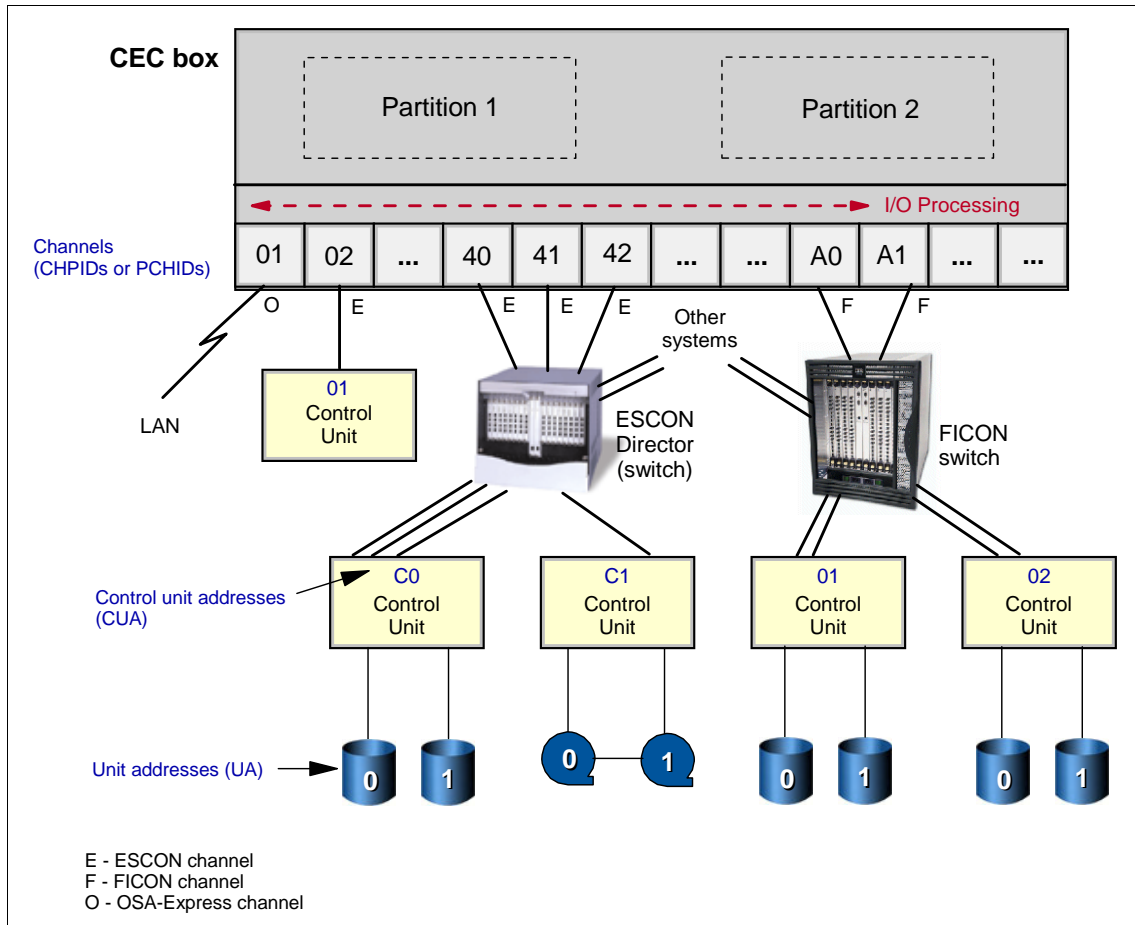 CEC box
Partition 1
Partition 2
I/O Processing
Channels
(CHPIDs or PCHIDs)
01
02
...
40
41
42
...
...
A0
A1
...
...
O
E
E
E
E
F
F
Other
systems
LAN
01
Control
Unit
ESCON
Director
(switch)
FICON
switch
Control unit addresses
(CUA)
C0
Control
Unit
C1
Control
Unit
01
Control
Unit
02
Control
Unit
Unit addresses (UA)
0
1
0
1
0
1
0
1
E - ESCON channel
F - FICON channel
O - OSA-Express channel